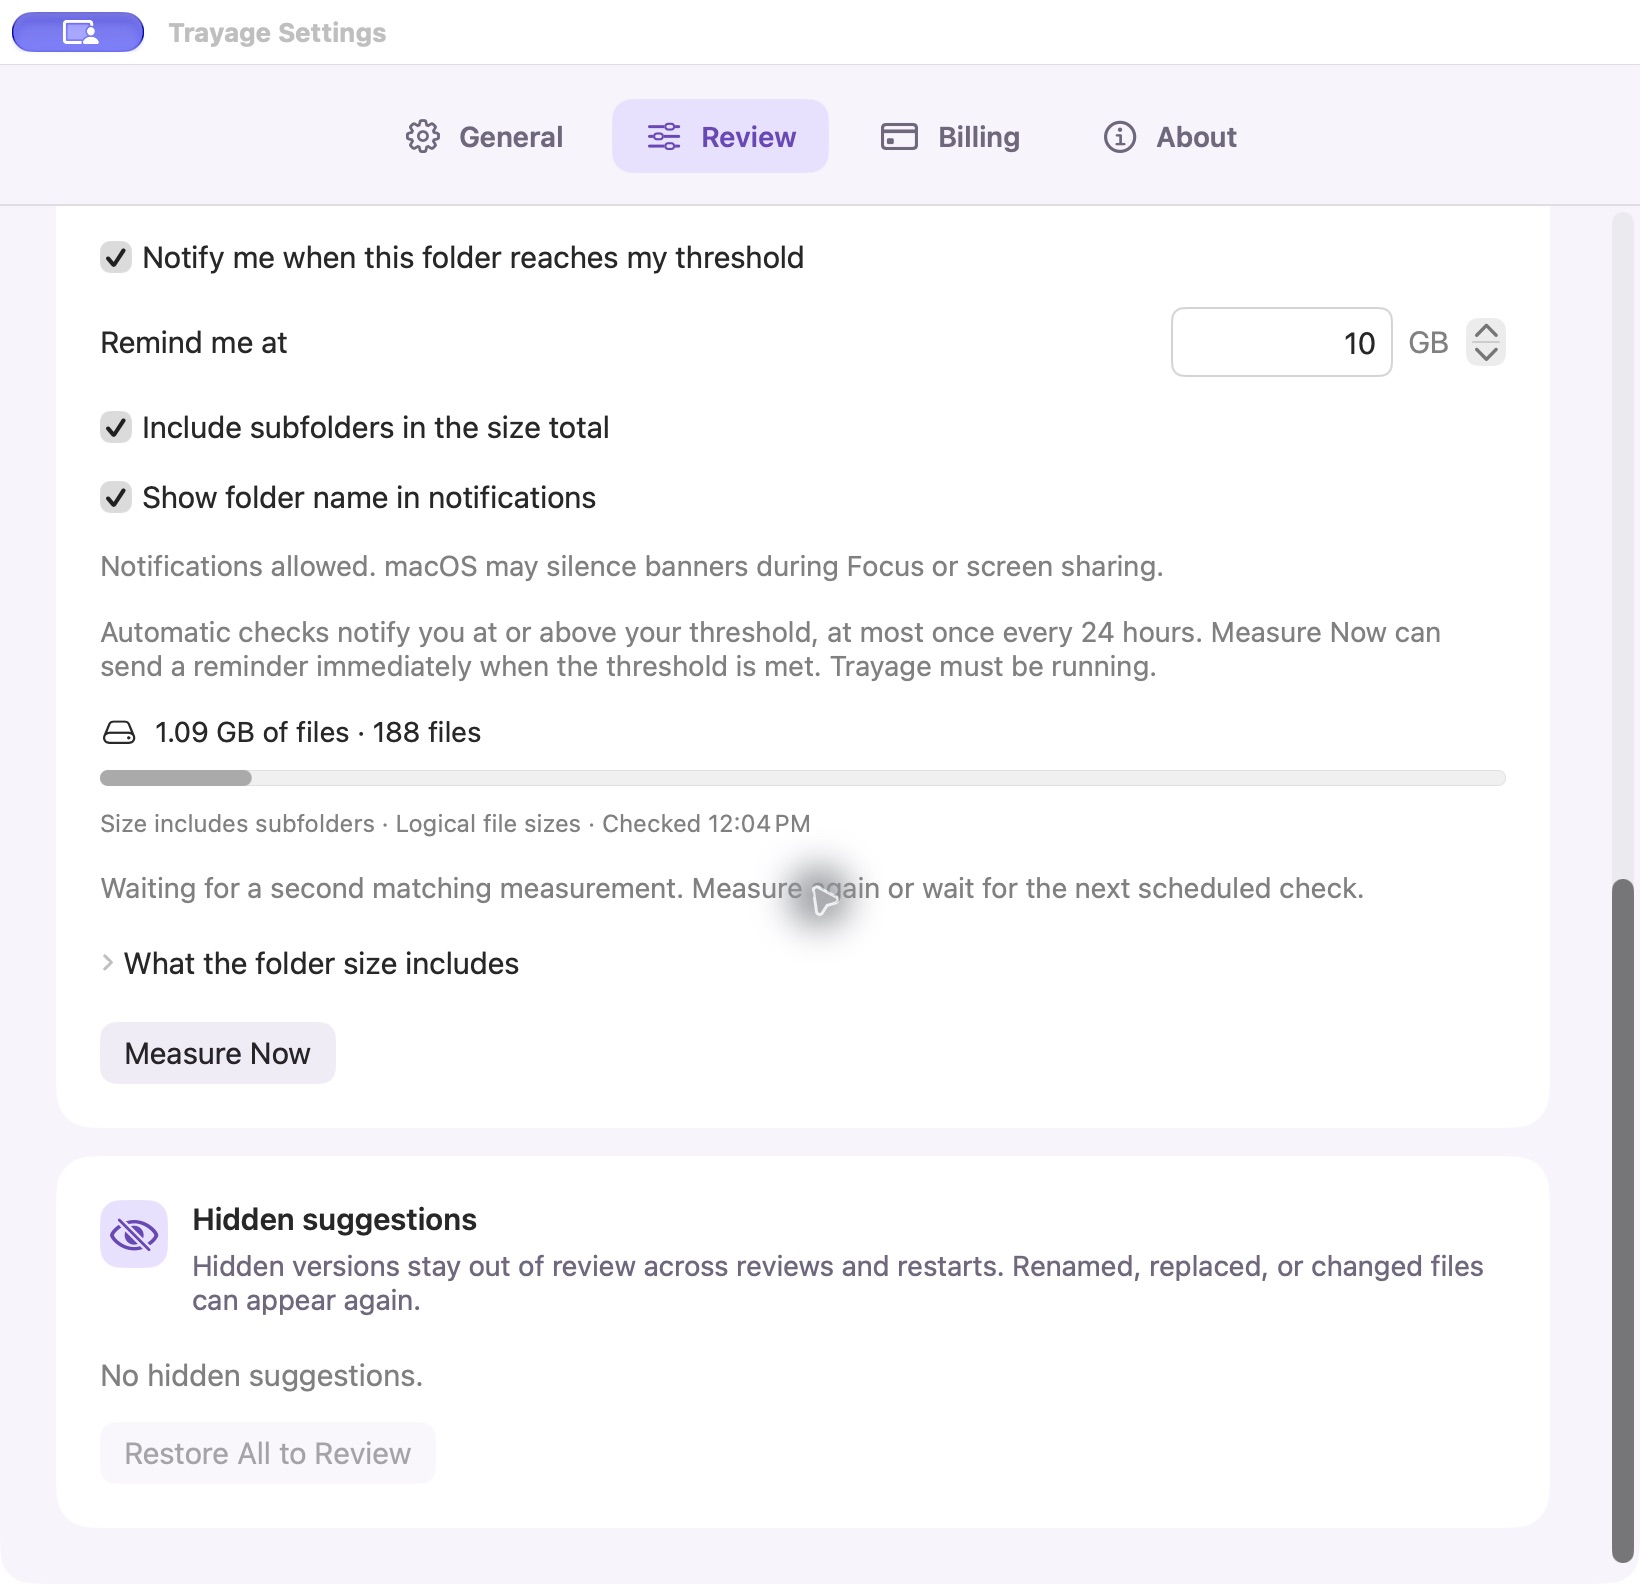 Trayage Settings
General
Review
Billing
About
Notify me when this folder reaches my threshold
Remind me at
10
GB
Include subfolders in the size total
Show folder name in notifications
Notifications allowed. macOS may silence banners during Focus or screen sharing.
Automatic checks notify you at or above your threshold, at most once every 24 hours. Measure Now can
send a reminder immediately when the threshold is met. Trayage must be running.
1.09 GB of files · 188 files
Size includes subfolders · Logical file sizes · Checked 12:04 PM
Waiting for a second matching measurement. Measure again or wait for the next scheduled check.
What the folder size includes
Measure Now
Hidden suggestions
Hidden versions stay out of review across reviews and restarts. Renamed, replaced, or changed files
can appear again.
No hidden suggestions.
Restore All to Review